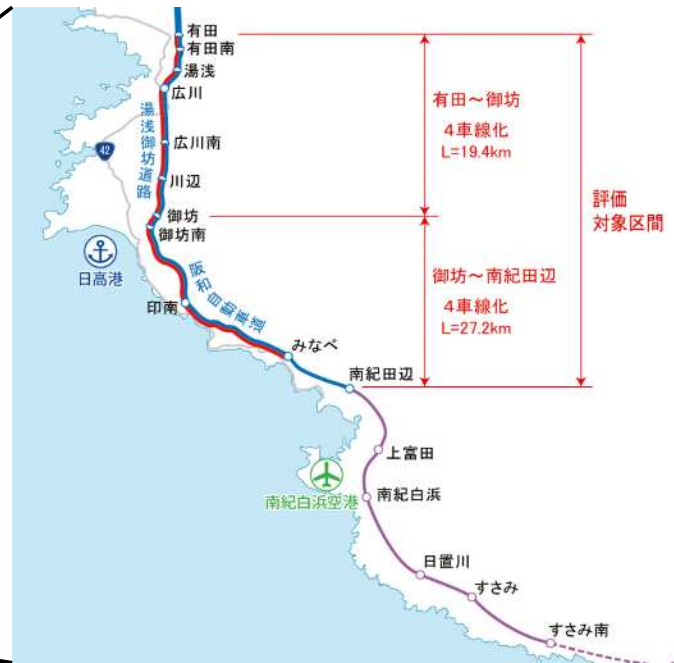 有田
有田南
湯浅
広川
湯浅御坊道路
42
広川南
川辺
御坊
御坊南
日高港
阪和自動車道
印南
みなべ
南紀田辺
上富田
南紀白浜空港
南紀白浜
日置川
すさみ
すさみ南
有田～御坊
4車線化
L=19.4km
評価
対象区間
御坊～南紀田辺
4車線化
L=27.2km